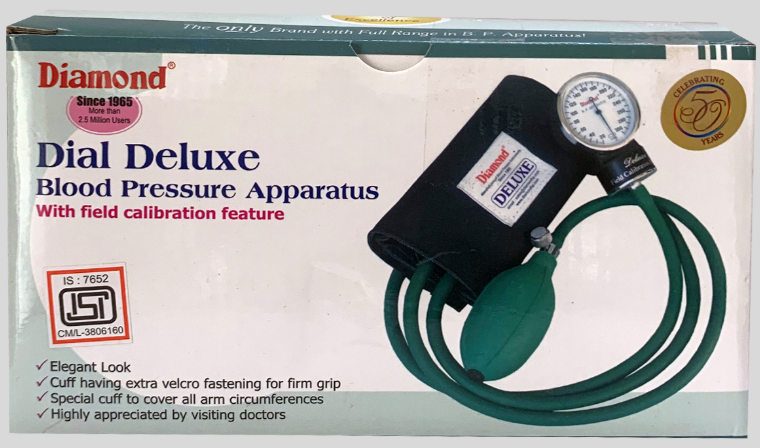 Excellence
The only Brand with Full Range in B. P. Apparatus!
Diamond®
Since 1965
More than
2.5 Million Users
Dial Deluxe
Blood Pressure Apparatus
With field calibration feature
IS : 7652
ISI
CM/L-3806160
✓ Elegant Look
✓ Cuff having extra velcro fastening for firm grip
✓ Special cuff to cover all arm circumferences
✓ Highly appreciated by visiting doctors
Diamond
DELUXE
Diamond
Deluxe
CELEBRATING
50
YEARS